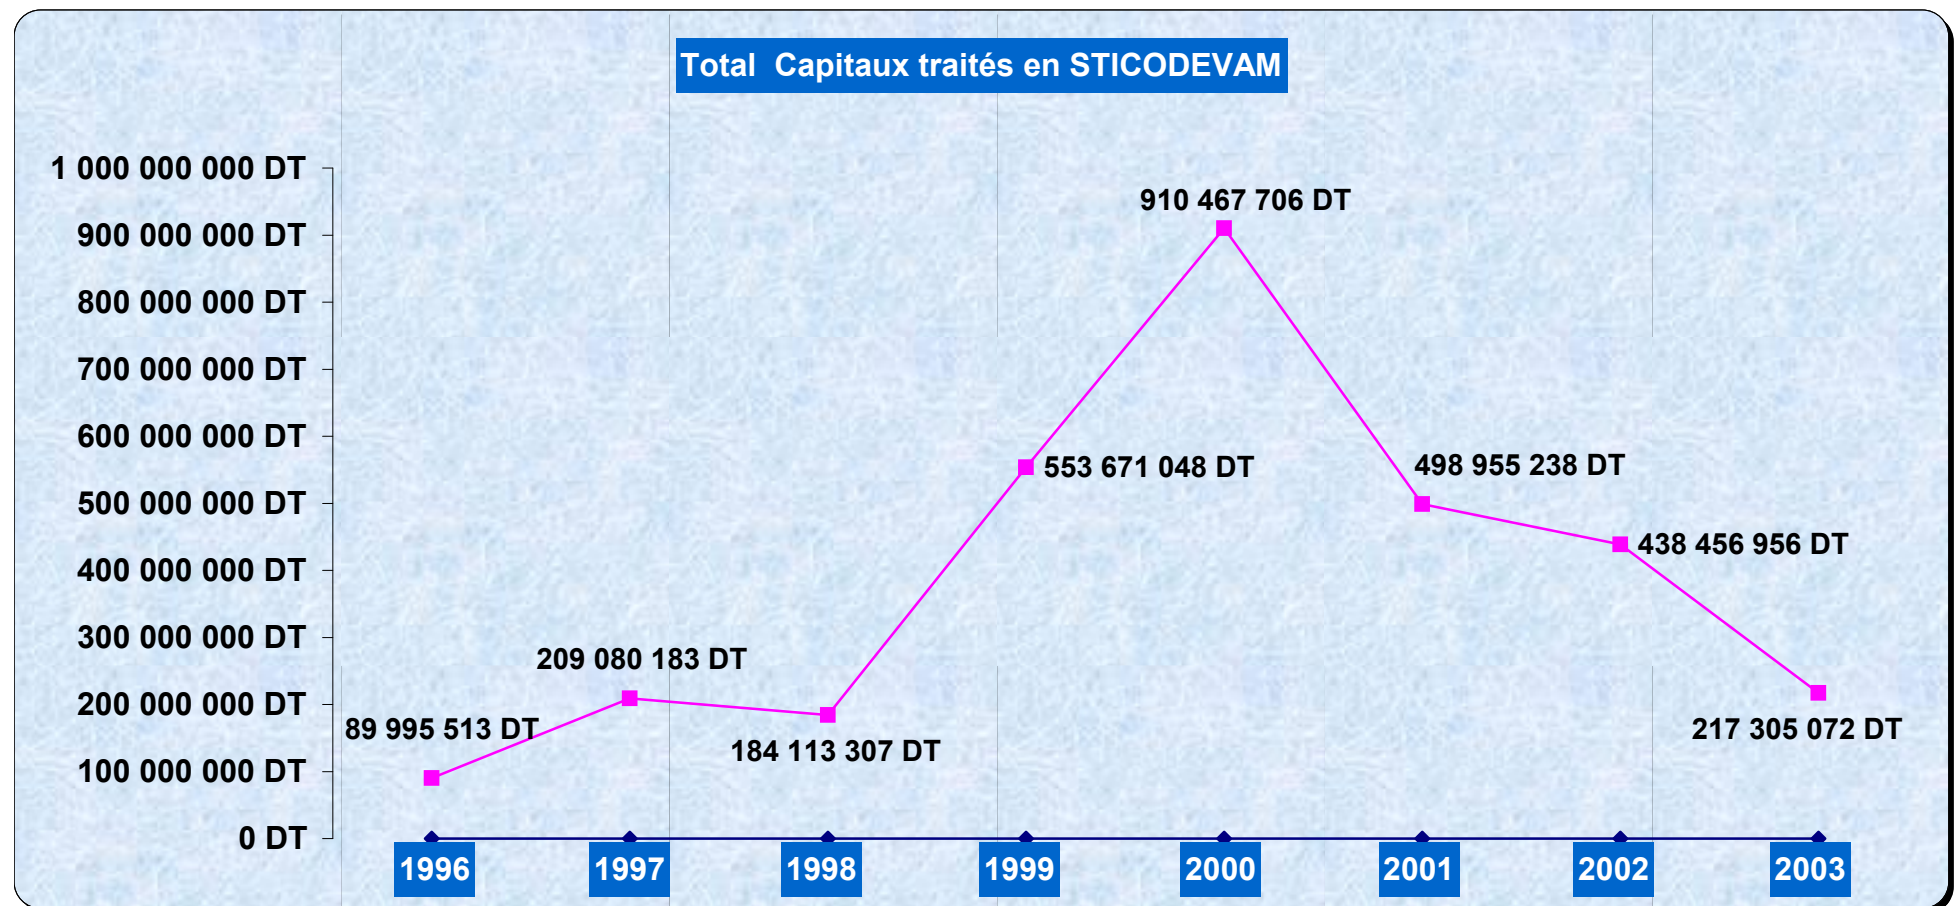 Total  Capitaux traités en STICODEVAM
1 000 000 000 DT
900 000 000 DT
800 000 000 DT
700 000 000 DT
600 000 000 DT
500 000 000 DT
400 000 000 DT
300 000 000 DT
200 000 000 DT
100 000 000 DT
0 DT
89 995 513 DT
209 080 183 DT
184 113 307 DT
553 671 048 DT
910 467 706 DT
498 955 238 DT
438 456 956 DT
217 305 072 DT
1996
1997
1998
1999
2000
2001
2002
2003